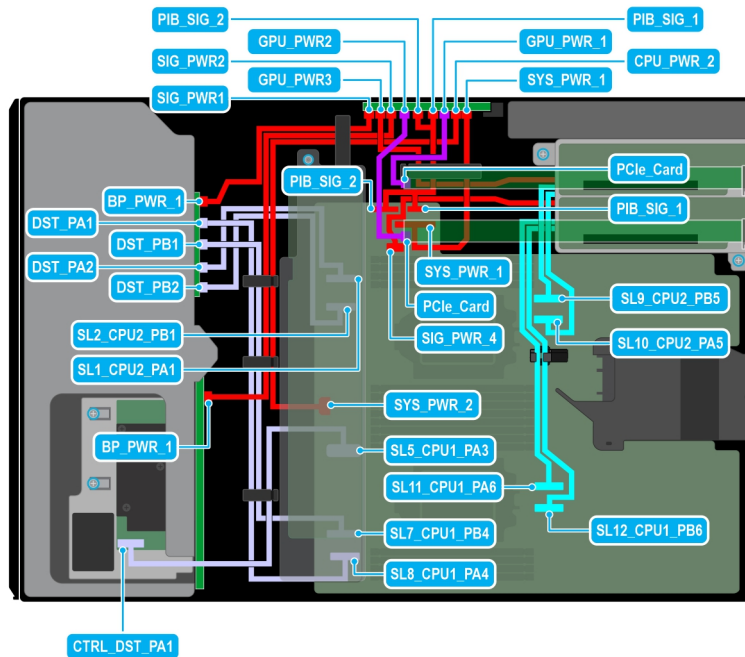 PIB_SIG_2
PIB_SIG_1
GPU_PWR2
GPU_PWR_1
SIG_PWR2
CPU_PWR_2
GPU_PWR3
SYS_PWR_1
SIG_PWR1
PCIe_Card
PIB_SIG_2
BP_PWR_1
PIB_SIG_1
DST_PA1
DST_PB1
DST_PA2
SYS_PWR_1
DST_PB2
SL9_CPU2_PB5
PCIe_Card
SL2_CPU2_PB1
SIG_PWR_4
SL10_CPU2_PA5
SL1_CPU2_PA1
SYS_PWR_2
BP_PWR_1
SL5_CPU1_PA3
SL11_CPU1_PA6
SL7_CPU1_PB4
SL12_CPU1_PB6
SL8_CPU1_PA4
CTRL_DST_PA1